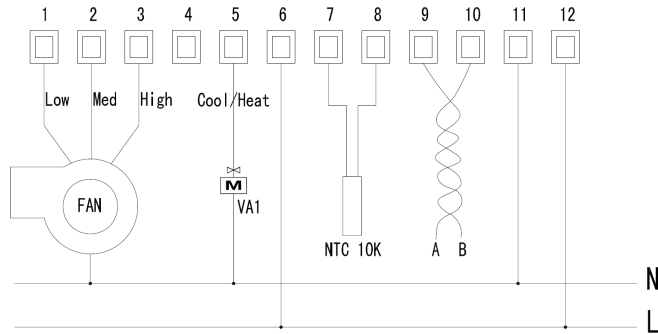 1 2 3 4 5 6 7 8 9 10 11 12
Low Med High Cool/Heat
M
FAN VA1
NTC 10K A B
N
L